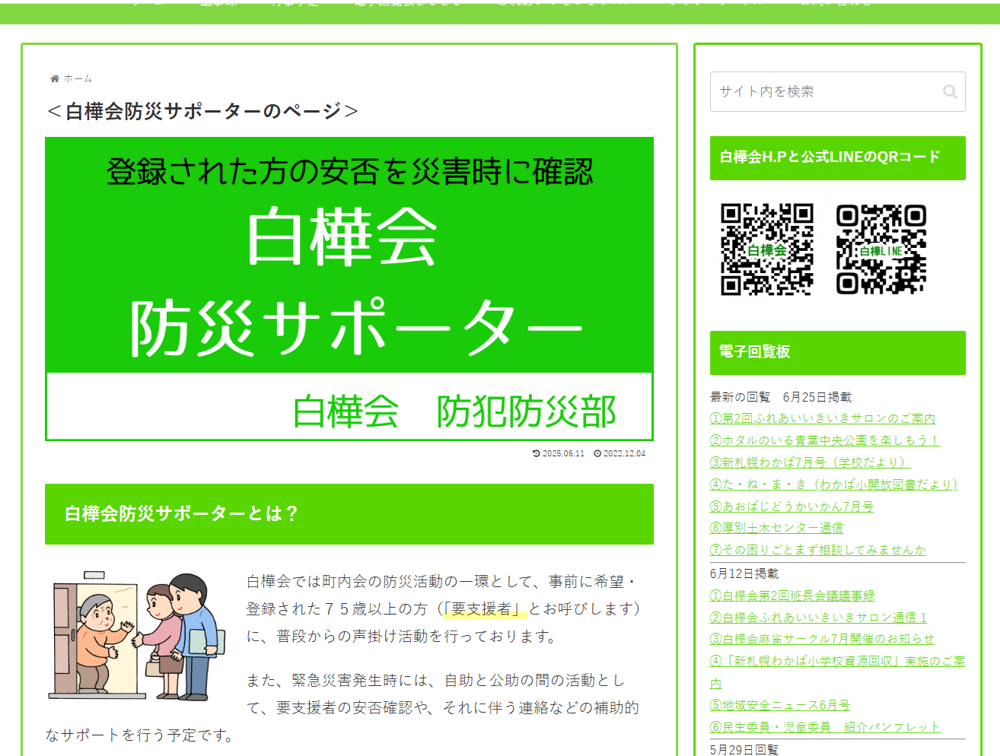 ホーム
＜白樺会防災サポーターのページ＞
登録された方の安否を災害時に確認
白樺会
防災サポーター
白樺会　防犯防災部
2025.06.11 2022.12.04
白樺会防災サポーターとは？
白樺会では町内会の防災活動の一環として、事前に希望・
登録された７５歳以上の方（「要支援者」とお呼びします）
に、普段からの声掛け活動を行っております。
また、緊急災害発生時には、自助と公助の間の活動とし
て、要支援者の安否確認や、それに伴う連絡などの補助的
なサポートを行う予定です。
サイト内を検索
白樺会H.Pと公式LINEのQRコード
白樺会
白樺LINE
電子回覧板
最新の回覧　6月25日掲載
①第2回ふれあいいきいきサロンのご案内
②ホタルのいる青葉中央公園を楽しもう！
③新札幌わかば7月号（学校だより）
④た・ね・ま・き（わかば小開放図書だより）
⑤あおばじどうかいかん7月号
⑥厚別土木センター通信
⑦その困りごとまず相談してみませんか
6月12日掲載
①白樺会第2回班長会議議事録
②白樺会ふれあいいきいきサロン通信１
③白樺会麻雀サークル7月開催のお知らせ
④「新札幌わかば小学校資源回収」実施のご案
内
⑤地域安全ニュース6月号
⑥民生委員・児童委員　紹介パンフレット
5月29日回覧